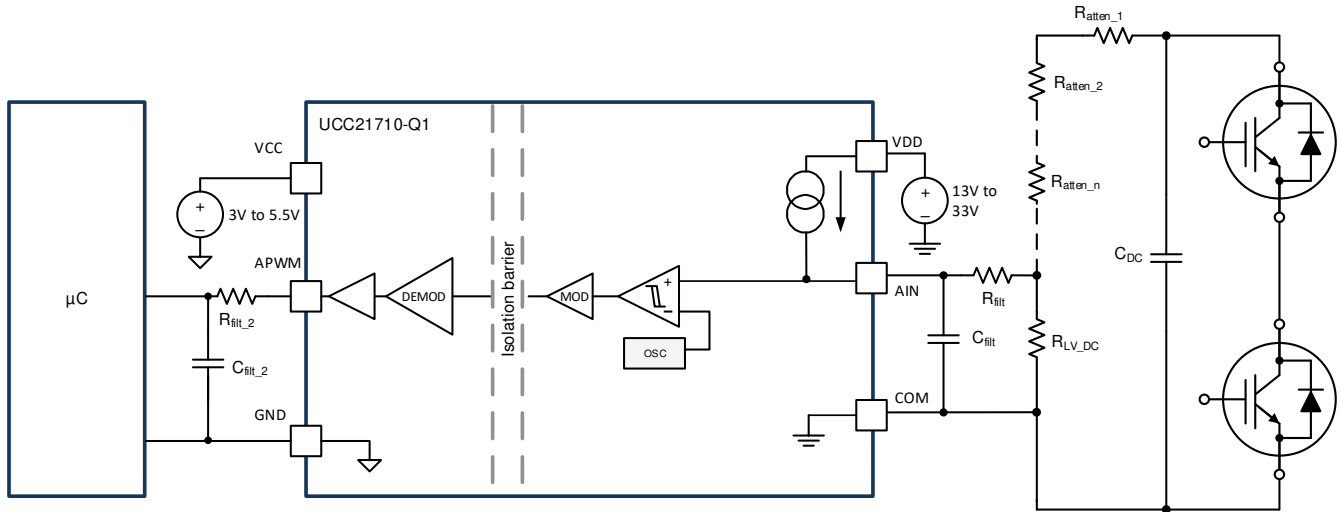 R_atten_1
R_atten_2
UCC21710-Q1
VCC
VDD
3V to 5.5V
13V to
33V
R_atten_n
APWM
Isolation barrier
AIN
R_filt
C_DC
µC
DEMOD
MOD
+
−
OSC
R_filt_2
C_filt
R_LV_DC
C_filt_2
COM
GND